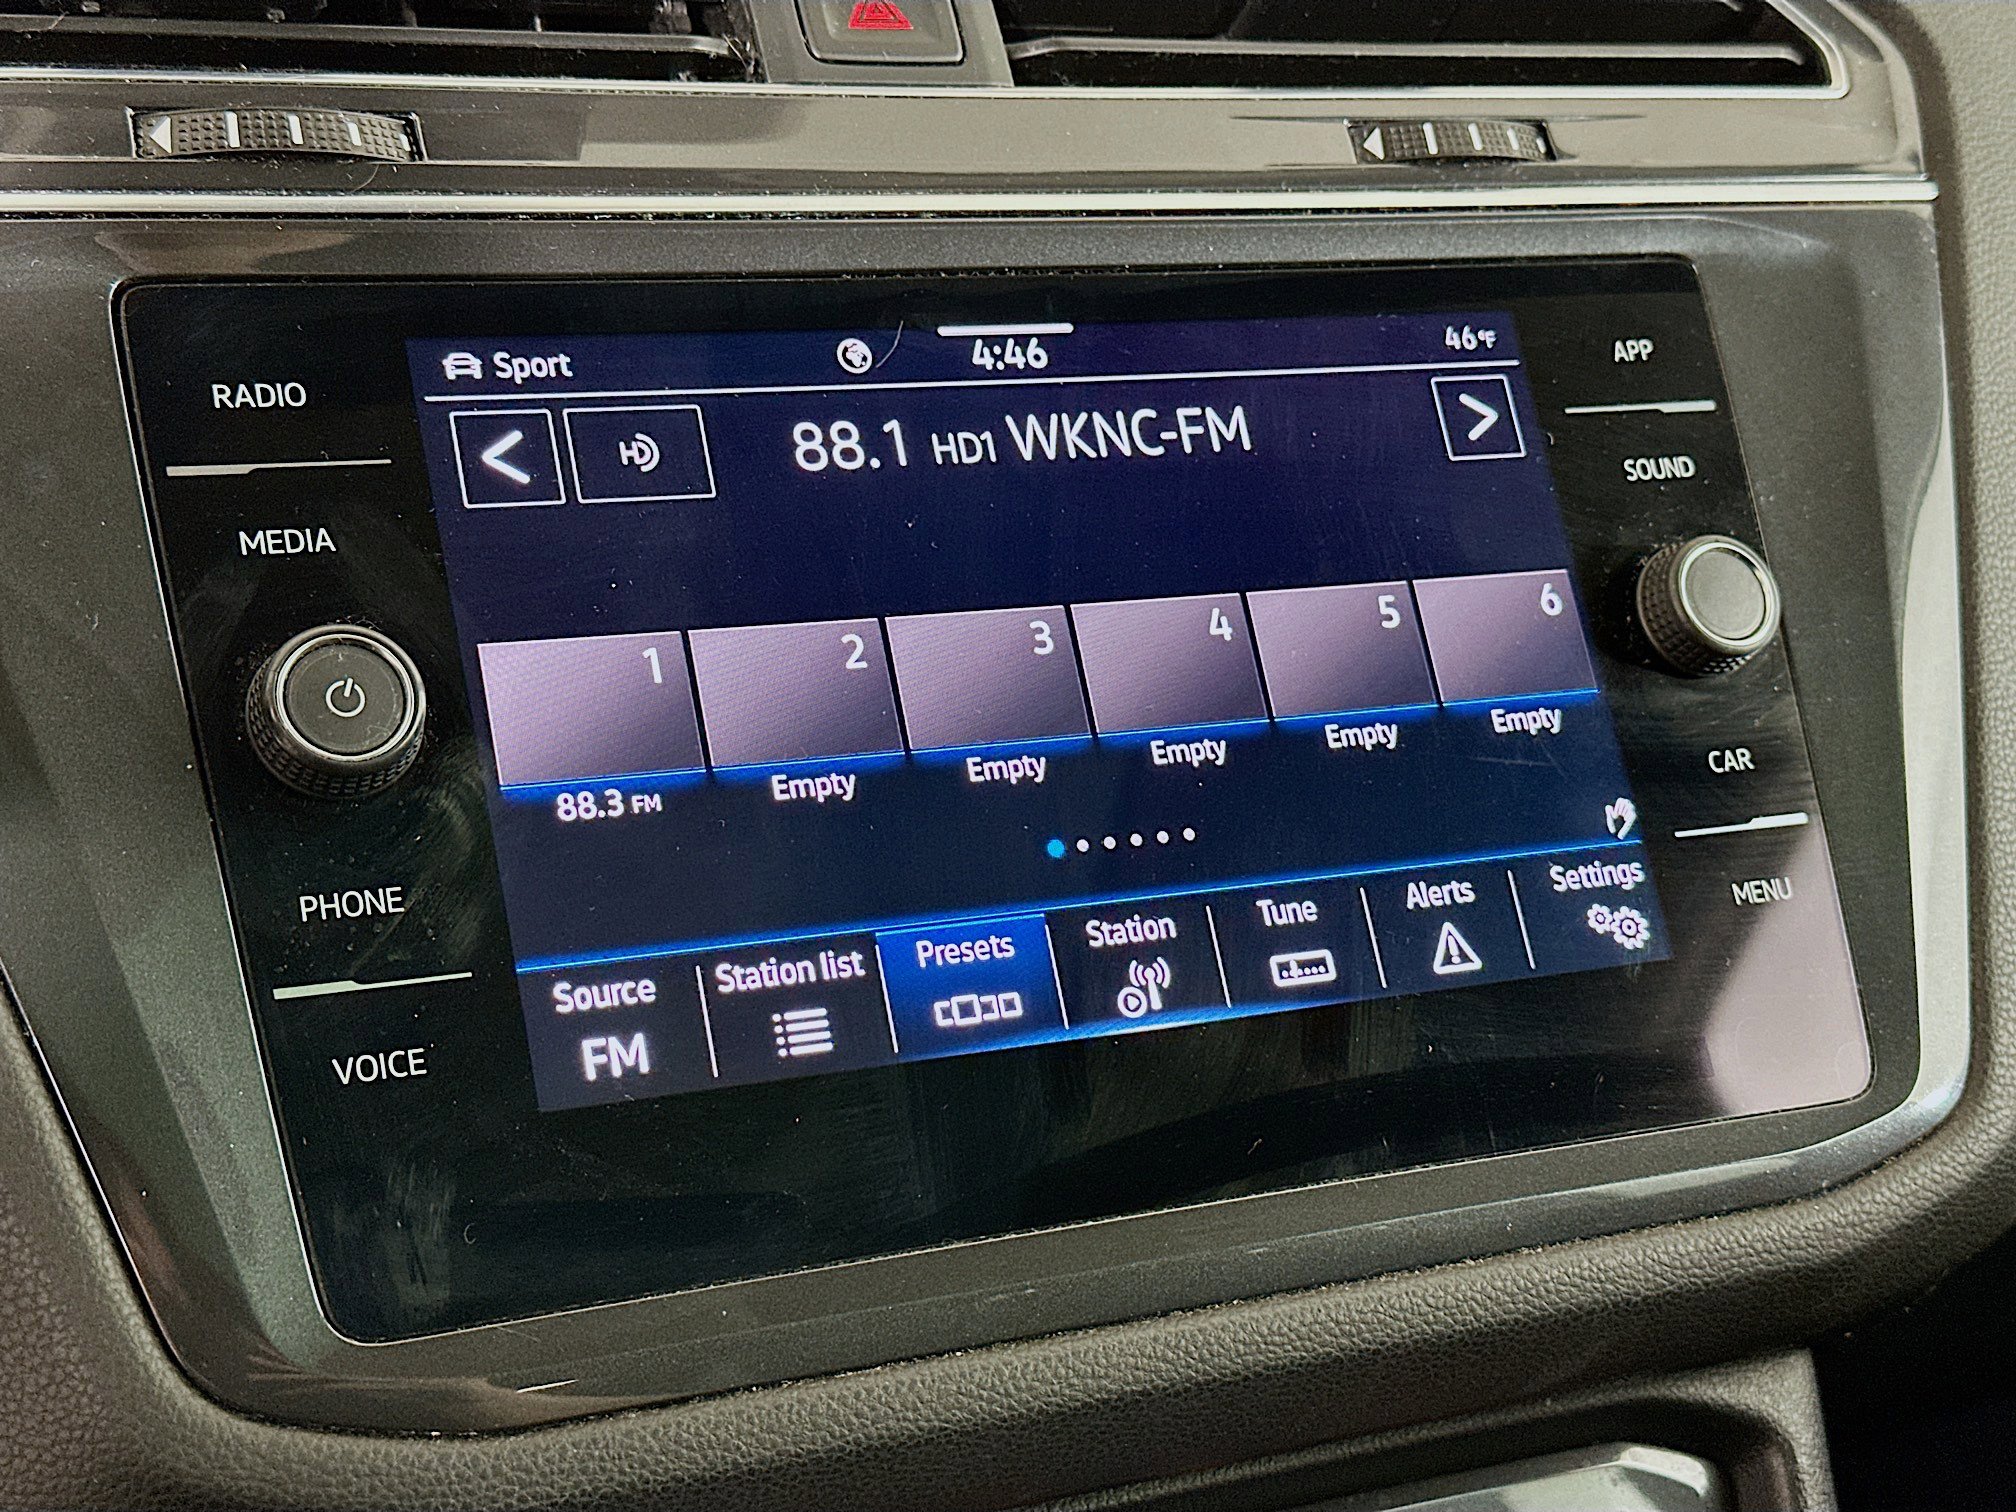 Sport 4:46 46°F
RADIO
APP
88.1 HD1 WKNC-FM
HD
SOUND
MEDIA
1 2 3 4 5 6
88.3 FM Empty Empty Empty Empty Empty
CAR
PHONE
MENU
Source Station list Presets Station Tune Alerts Settings
FM
VOICE